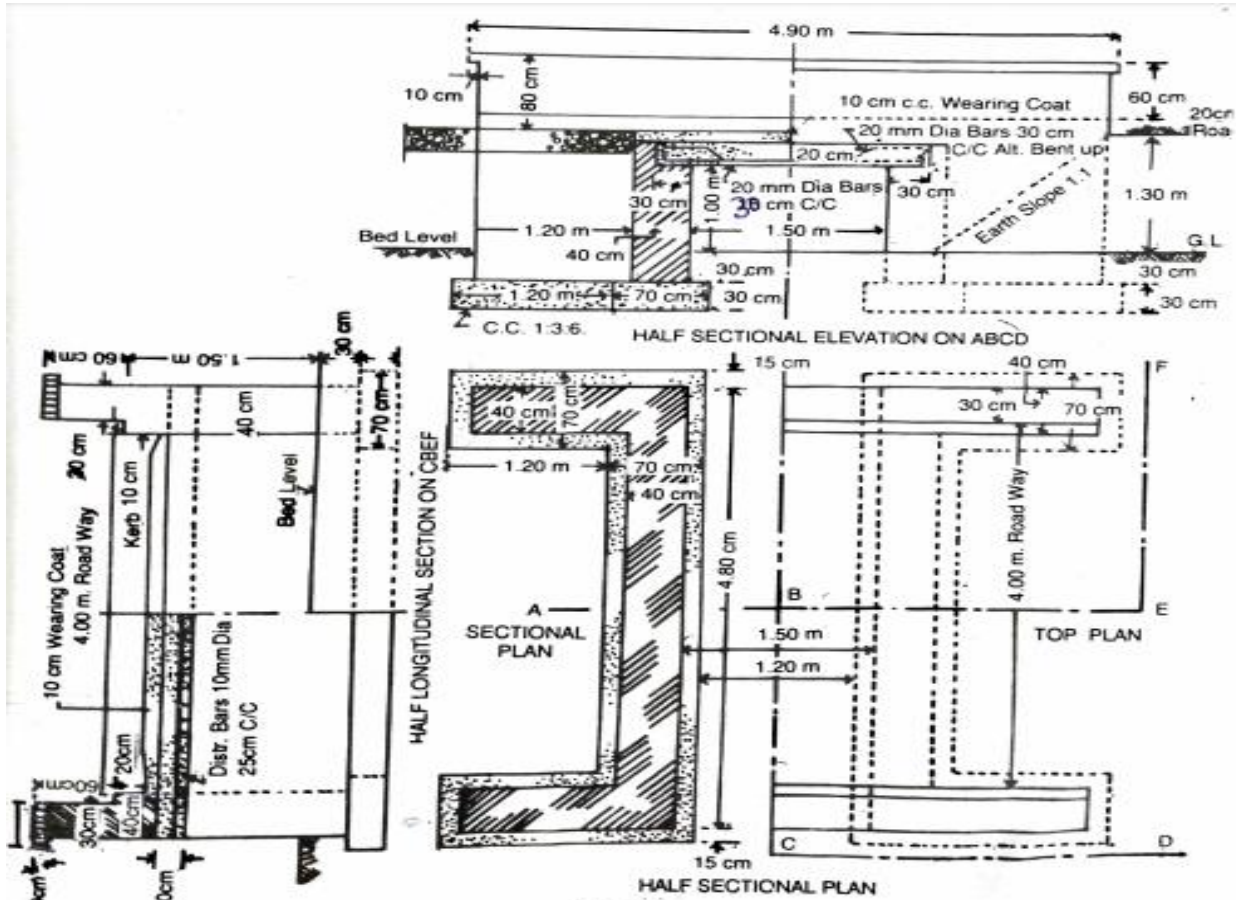 4.90 m
10 cm
80 cm
10 cm c.c. Wearing Coat
60 cm
20 mm Dia Bars 30 cm
C/C Alt. Bent up
20 cm
20 mm Dia Bars
30 cm C/C
30 cm
30 cm
1.00 m
1.30 m
Earth Slope 1.1
Bed Level
1.20 m
40 cm
1.50 m
G.L
30 cm
30 cm
1.20 m
70 cm
30 cm
30 cm
C.C. 1:3:6.
HALF SECTIONAL ELEVATION ON ABCD
60 cm
1.50 m
30 cm
40 cm
70 cm
20 cm
Kerb 10 cm
Bed Level
10 cm Wearing Coat
4.00 m. Road Way
Distr. Bars 10mm Dia
25cm C/C
20cm
60cm
30cm
40cm
HALF LONGITUDINAL SECTION ON CBEF
15 cm
F
40 cm
70 cm
1.20 m
70 cm
40 cm
40 cm
30 cm
70 cm
4.80 cm
4.00 m. Road Way
A
B
E
SECTIONAL
PLAN
TOP PLAN
1.50 m
1.20 m
C
D
15 cm
HALF SECTIONAL PLAN